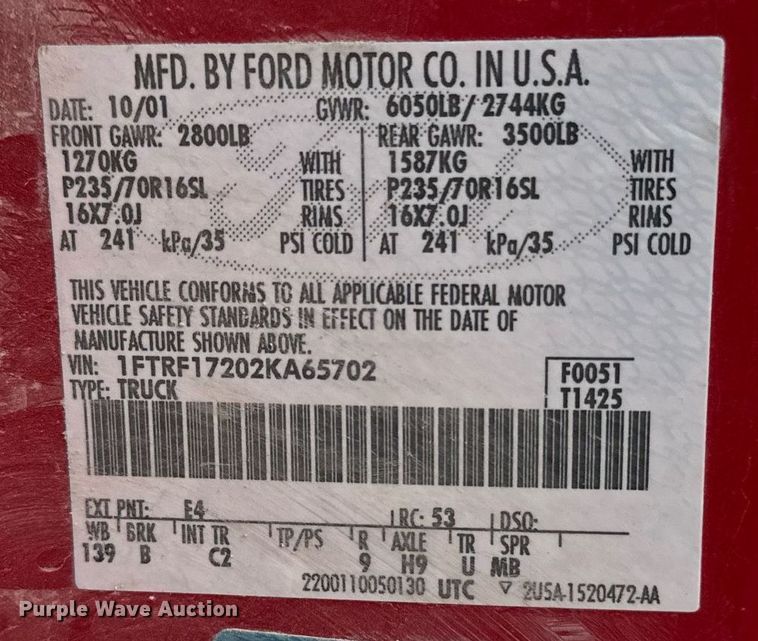 MFD. BY FORD MOTOR CO. IN U.S.A.
DATE: 10/01 GVWR: 6050LB/ 2744KG
FRONT GAWR: 2800LB REAR GAWR: 3500LB
1270KG WITH 1587KG WITH
P235/70R16SL TIRES P235/70R16SL TIRES
16X7.0J RIMS 16X7.0J RIMS
AT 241 kPa/35 PSI COLD AT 241 kPa/35 PSI COLD
THIS VEHICLE CONFORMS TO ALL APPLICABLE FEDERAL MOTOR
VEHICLE SAFETY STANDARDS IN EFFECT ON THE DATE OF
MANUFACTURE SHOWN ABOVE.
VIN: 1FTRF17202KA65702 F0051
TYPE: TRUCK T1425
EXT PNT: E4 RC: 53 DSO:
WB BRK INT TR TP/PS R AXLE TR SPR
139 B C2 9 H9 U MB
2200110050130 UTC ▽ 2U5A-1520472-AA
Purple Wave Auction